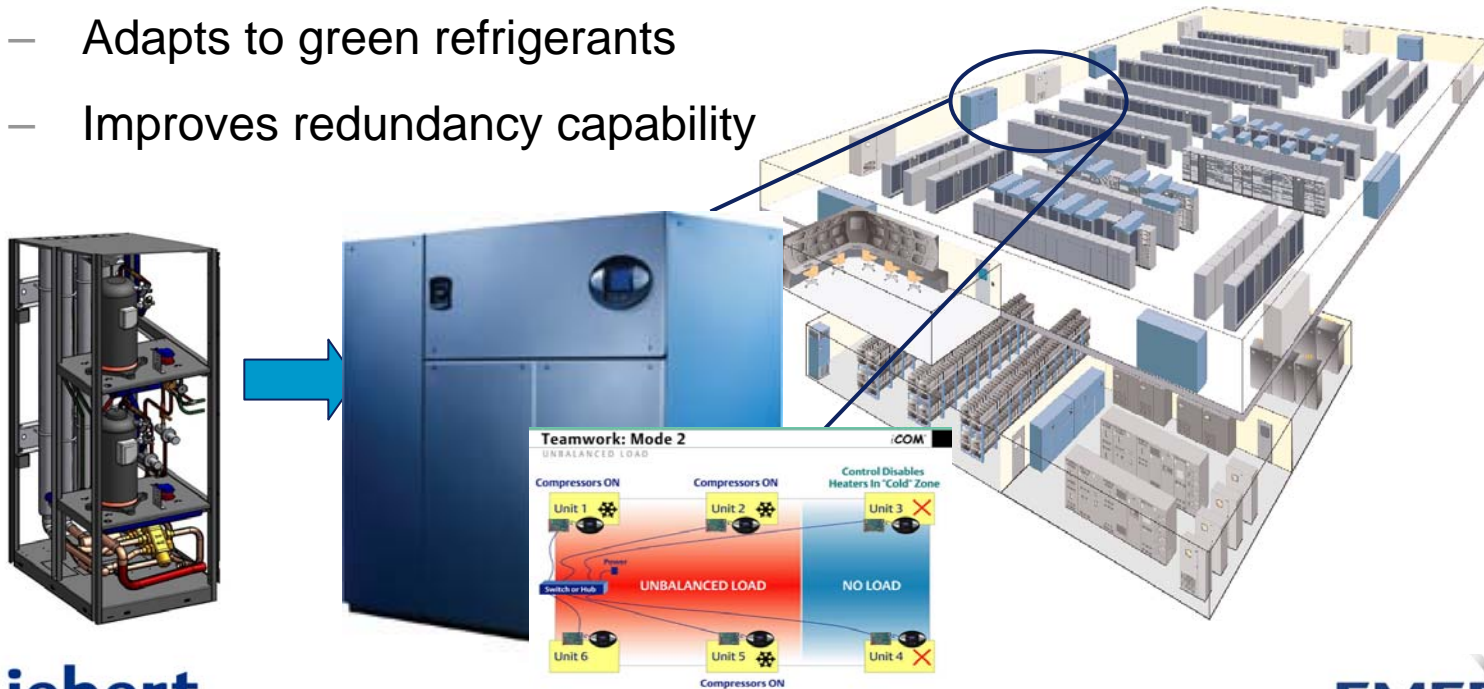 – Adapts to green refrigerants
– Improves redundancy capability
Teamwork: Mode 2
iCOM
UNBALANCED LOAD
Compressors ON
Compressors ON
Control Disables
Heaters In "Cold" Zone
Unit 1
Unit 2
Unit 3
Power
Switch or Hub
UNBALANCED LOAD
NO LOAD
Unit 6
Unit 5
Unit 4
Compressors ON